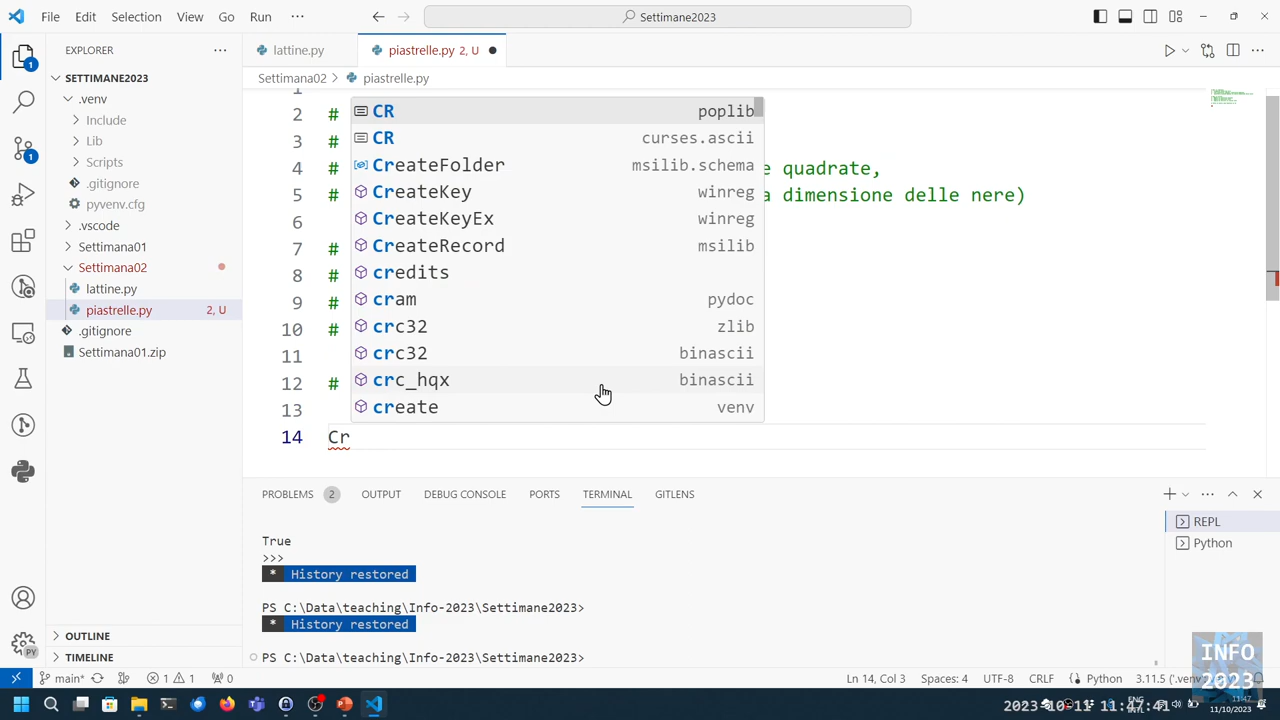 File Edit Selection View Go Run ··· Settimane2023
EXPLORER ···
lattine.py piastrelle.py 2, U
SETTIMANE2023
Settimana02 > piastrelle.py
.venv
Include
Lib
Scripts
.gitignore
pyvenv.cfg
.vscode
Settimana01
Settimana02
lattine.py
piastrelle.py 2, U
.gitignore
Settimana01.zip
OUTLINE
TIMELINE
1
2 #
3 #
4 # e quadrate,
5 # a dimensione delle nere)
6
7 #
8 #
9 #
10 #
11
12 #
13
14 Cr
CR poplib
CR curses.ascii
CreateFolder msilib.schema
CreateKey winreg
CreateKeyEx winreg
CreateRecord msilib
credits
cram pydoc
crc32 zlib
crc32 binascii
crc_hqx binascii
create venv
PROBLEMS 2 OUTPUT DEBUG CONSOLE PORTS TERMINAL GITLENS
True
>>>
* History restored
PS C:\Data\teaching\Info-2023\Settimane2023>
* History restored
PS C:\Data\teaching\Info-2023\Settimane2023>
REPL
Python
INFO
2023
main* 1 1 0 Ln 14, Col 3 Spaces: 4 UTF-8 CRLF Python 3.11.5 ('.venv
ENG
11:47
11/10/2023